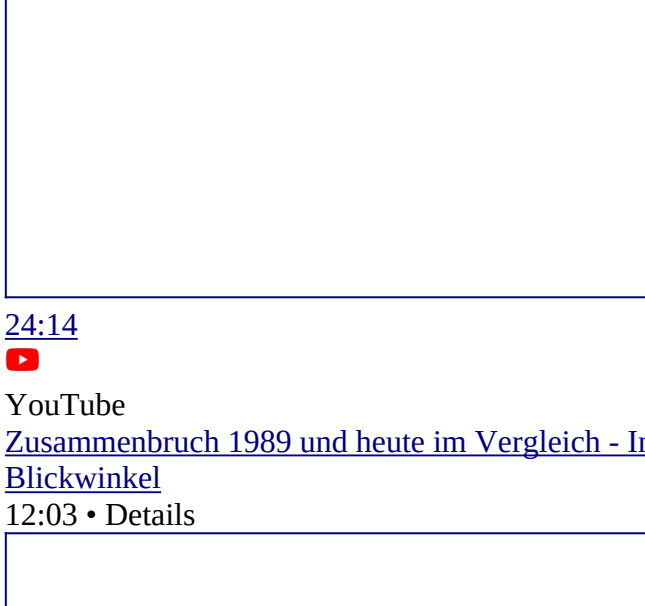 24:14
YouTube
Zusammenbruch 1989 und heute im Vergleich -
Blickwinkel
12:03 • Details